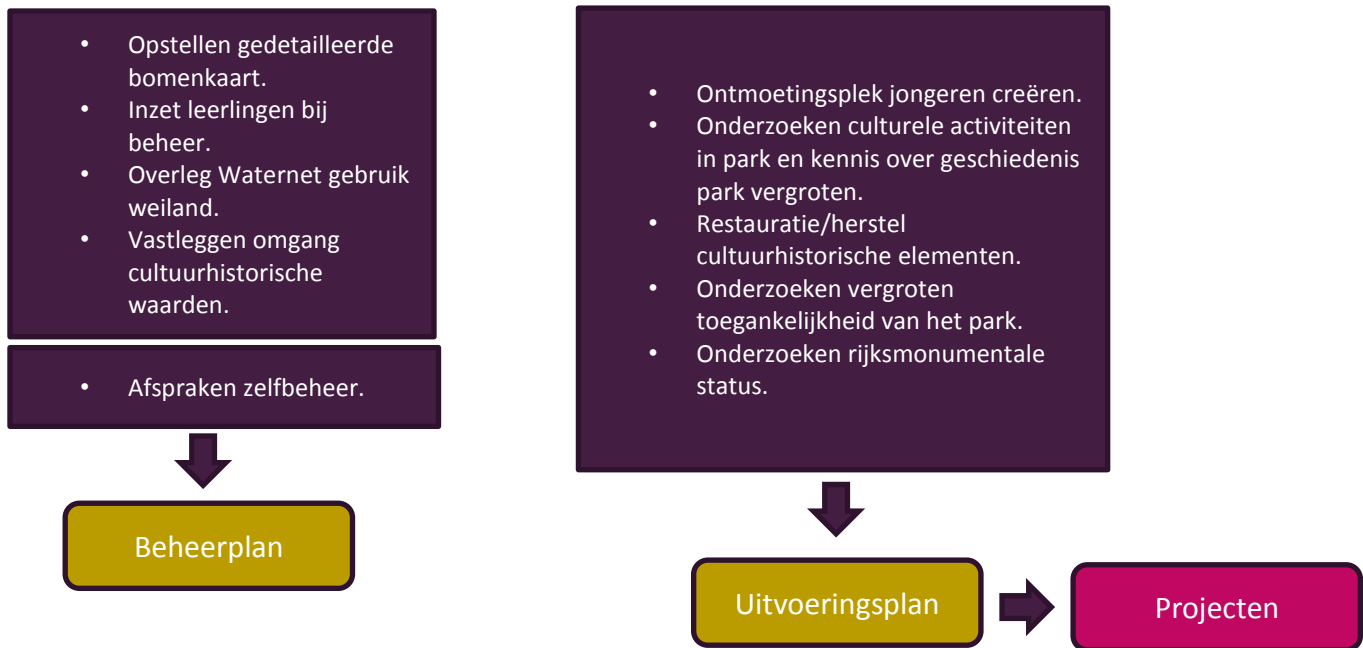 • Opstellen gedetailleerde
bomenkaart.
• Inzet leerlingen bij
beheer.
• Overleg Waternet gebruik
weiland.
• Vastleggen omgang
cultuurhistorische
waarden.
• Afspraken zelfbeheer.
Beheerplan
• Ontmoetingsplek jongeren creëren.
• Onderzoeken culturele activiteiten
in park en kennis over geschiedenis
park vergroten.
• Restauratie/herstel
cultuurhistorische elementen.
• Onderzoeken vergroten
toegankelijkheid van het park.
• Onderzoeken rijksmonumentale
status.
Uitvoeringsplan
Projecten